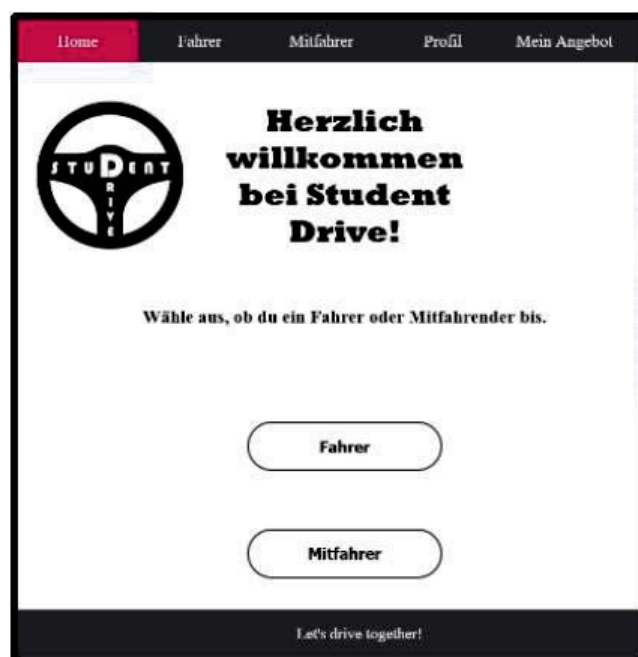 Home Fahrer Mitfahrer Profil Mein Angebot
STUDENT
DRIVE
Herzlich
willkommen
bei Student
Drive!
Wähle aus, ob du ein Fahrer oder Mitfahrender bis.
Fahrer
Mitfahrer
Let's drive together!